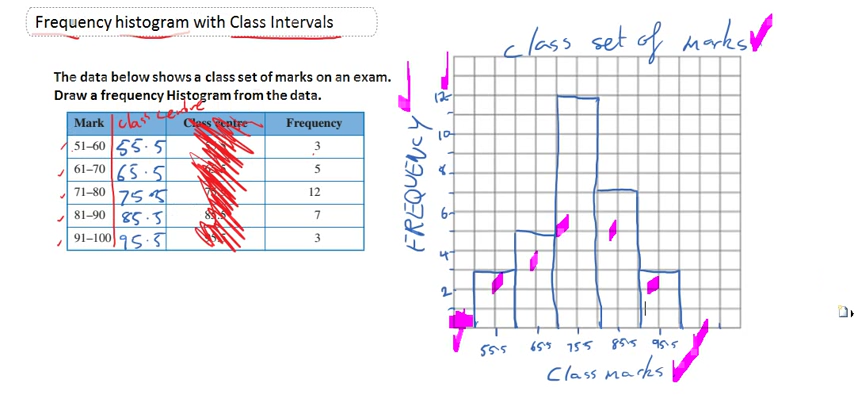 Frequency histogram with Class Intervals
The data below shows a class set of marks on an exam.
Draw a frequency Histogram from the data.
Mark class centre Class centre Frequency
51–60 55.5 3
61–70 65.5 5
71–80 75.5 12
81–90 85.5 7
91–100 95.5 3
Class set of marks
FREQUENCY
12
10
8
6
4
2
55.5 65.5 75.5 85.5 95.5
Class marks